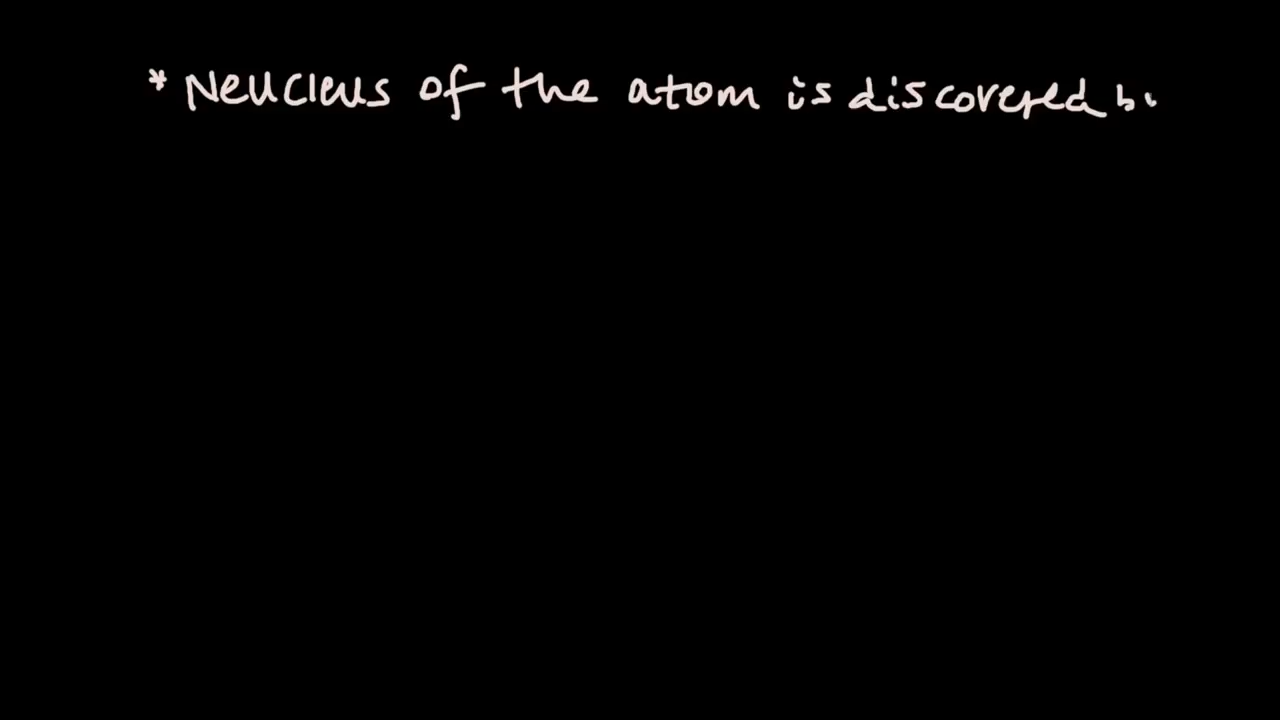 * Neucleus of the atom is discovered